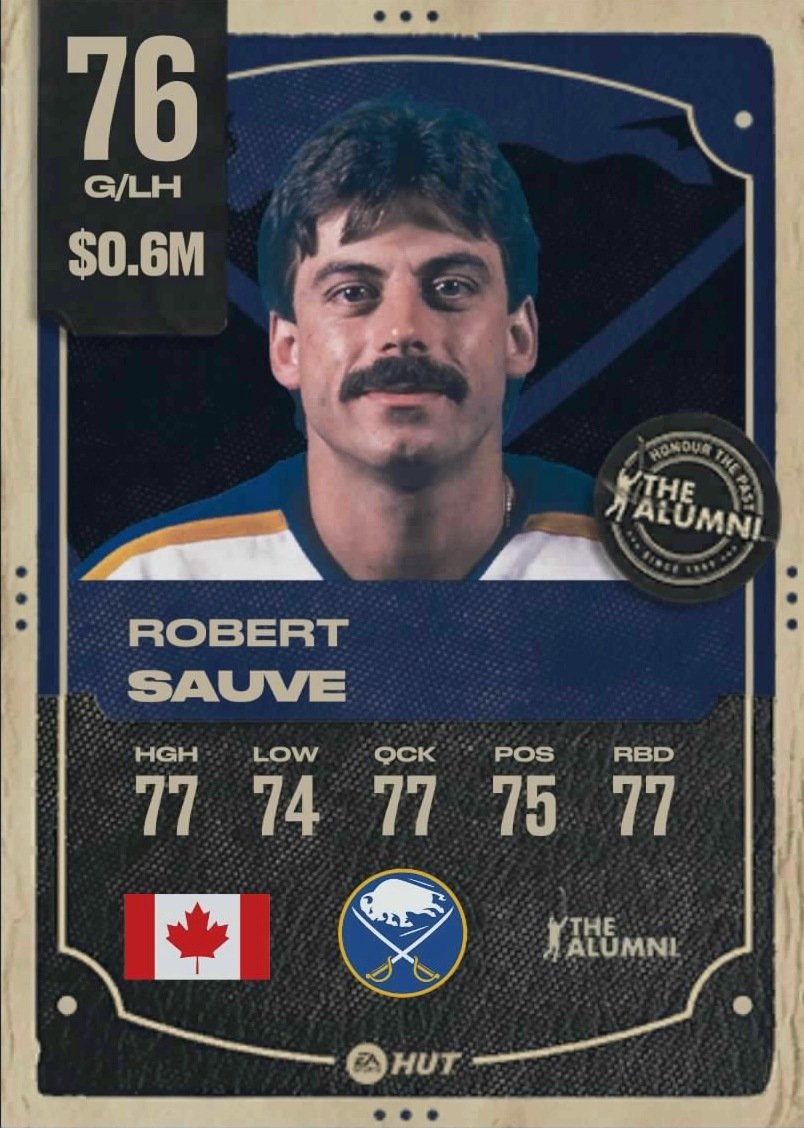 76
G/LH
$0.6M
HONOUR THE PAST
THE
ALUMNI
ROBERT
SAUVE
HGH LOW QCK POS RBD
77 74 77 75 77
THE
ALUMNI
EA HUT